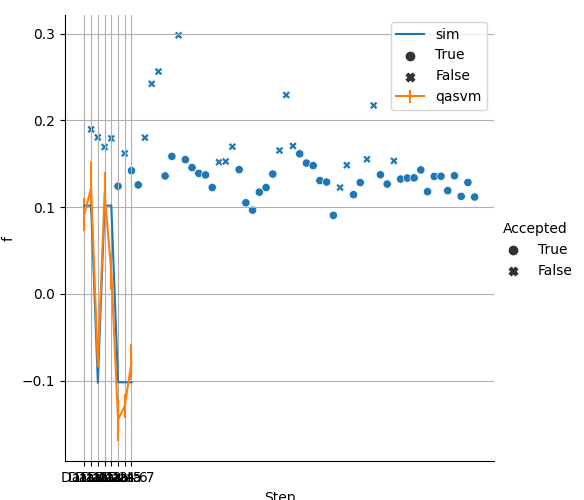 0.3
0.2
0.1
0.0
−0.1
f
sim
True
False
qasvm
Accepted
True
False
Step